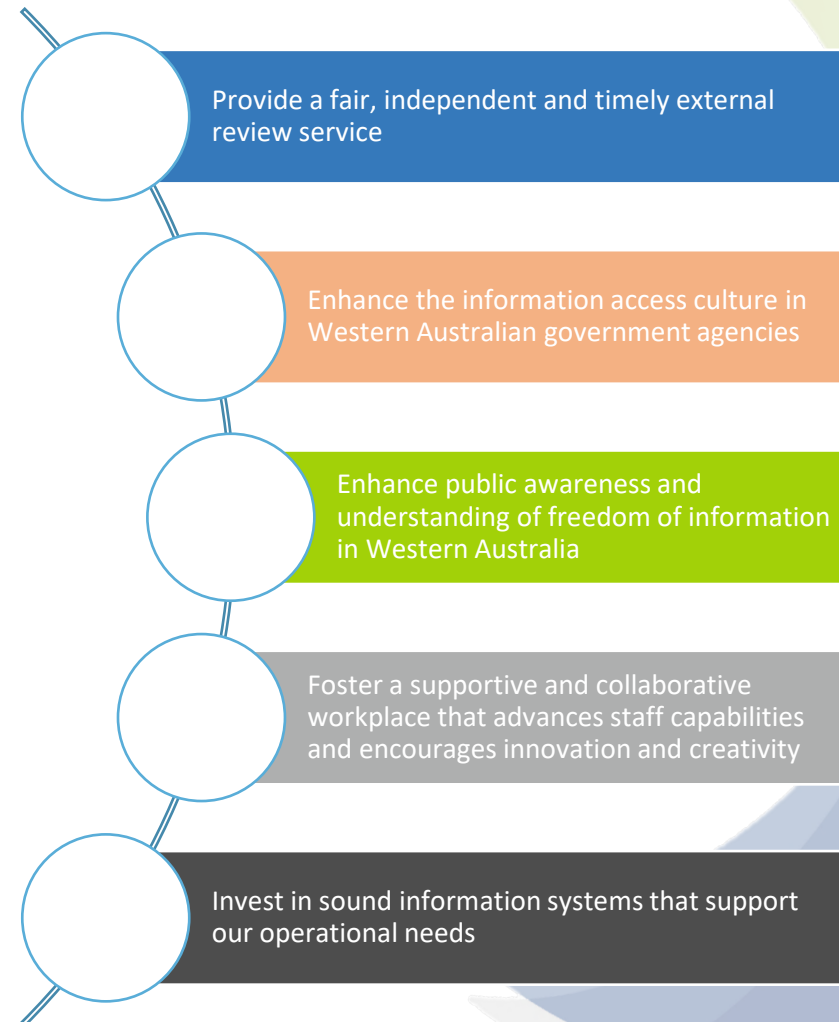 Provide a fair, independent and timely external
review service
Enhance the information access culture in
Western Australian government agencies
Enhance public awareness and
understanding of freedom of information
in Western Australia
Foster a supportive and collaborative
workplace that advances staff capabilities
and encourages innovation and creativity
Invest in sound information systems that support
our operational needs